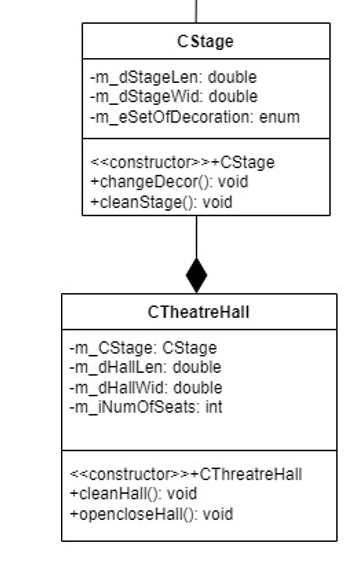 CStage
-m_dStageLen: double
-m_dStageWid: double
-m_eSetOfDecoration: enum
<<constructor>>+CStage
+changeDecor(): void
+cleanStage(): void
CTheatreHall
-m_CStage: CStage
-m_dHallLen: double
-m_dHallWid: double
-m_iNumOfSeats: int
<<constructor>>+CThreatreHall
+cleanHall(): void
+opencloseHall(): void